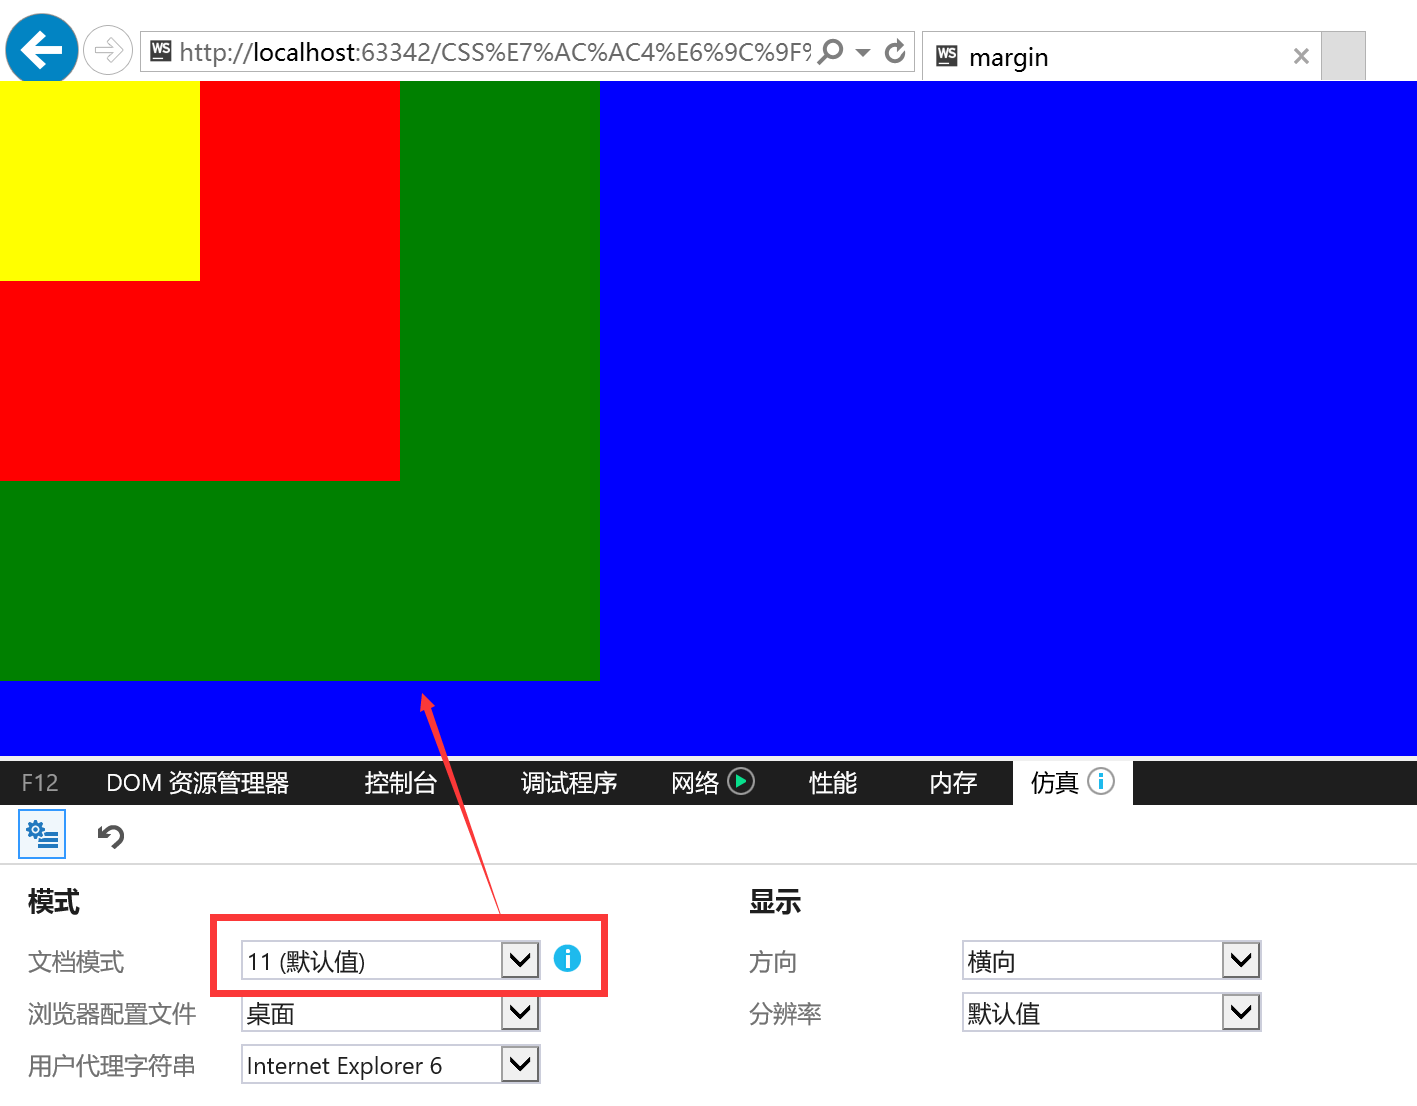 WS http://localhost:63342/CSS%E7%AC%AC4%E6%9C%9F9
WS margin
F12 DOM 资源管理器 控制台 调试程序 网络 性能 内存 仿真
模式 显示
文档模式 11 (默认值) 方向 横向
浏览器配置文件 桌面 分辨率 默认值
用户代理字符串 Internet Explorer 6